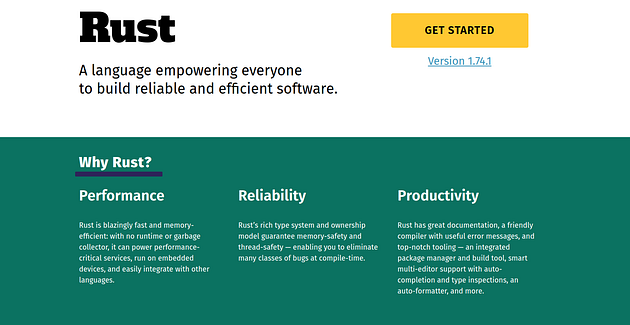 Rust
GET STARTED
Version 1.74.1
A language empowering everyone
to build reliable and efficient software.
Why Rust?
Performance
Rust is blazingly fast and memory-
efficient: with no runtime or garbage
collector, it can power performance-
critical services, run on embedded
devices, and easily integrate with other
languages.
Reliability
Rust's rich type system and ownership
model guarantee memory-safety and
thread-safety — enabling you to eliminate
many classes of bugs at compile-time.
Productivity
Rust has great documentation, a friendly
compiler with useful error messages, and
top-notch tooling — an integrated
package manager and build tool, smart
multi-editor support with auto-
completion and type inspections, an
auto-formatter, and more.